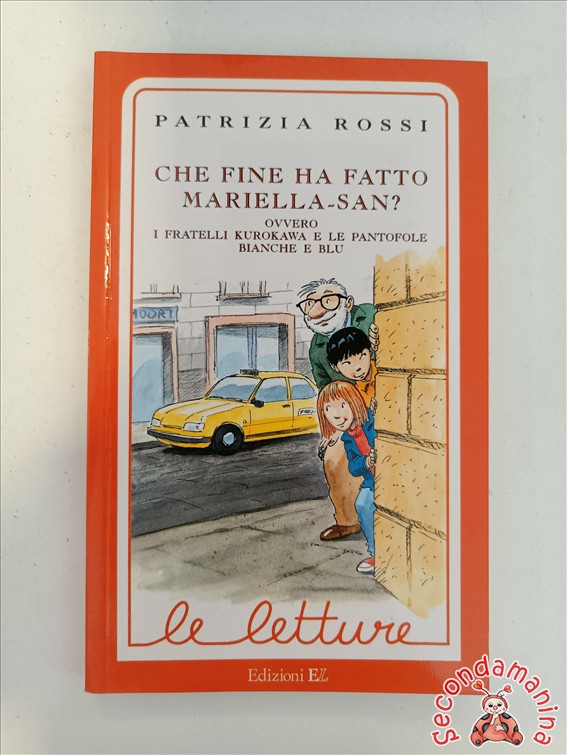 PATRIZIA ROSSI
CHE FINE HA FATTO
MARIELLA-SAN?
OVVERO
I FRATELLI KUROKAWA E LE PANTOFOLE
BIANCHE E BLU
le letture
Edizioni EL
Secondamanina